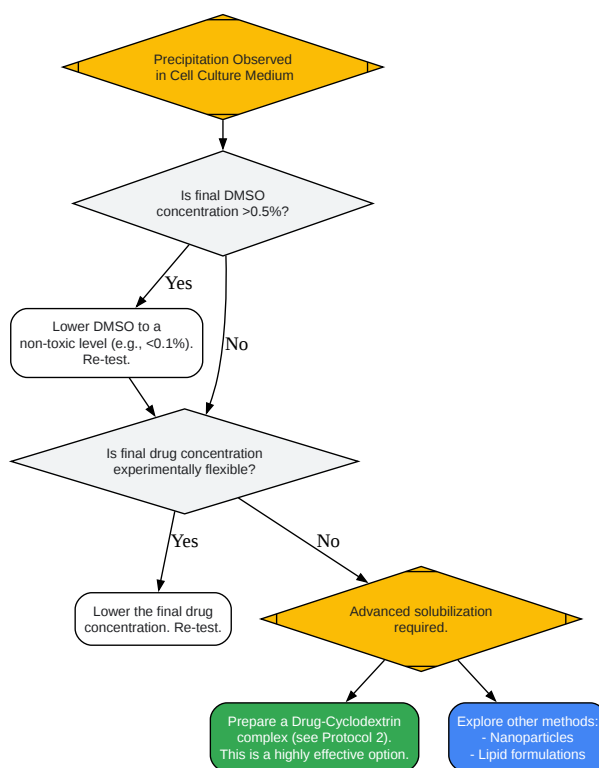 Precipitation Observed
in Cell Culture Medium
Is final DMSO
concentration >0.5%?
Yes
Lower DMSO to a
non-toxic level (e.g., <0.1%).
Re-test.
No
Is final drug concentration
experimentally flexible?
Yes
No
Lower the final drug
concentration. Re-test.
Advanced solubilization
required.
Prepare a Drug-Cyclodextrin
complex (see Protocol 2).
This is a highly effective option.
Explore other methods:
- Nanoparticles
- Lipid formulations